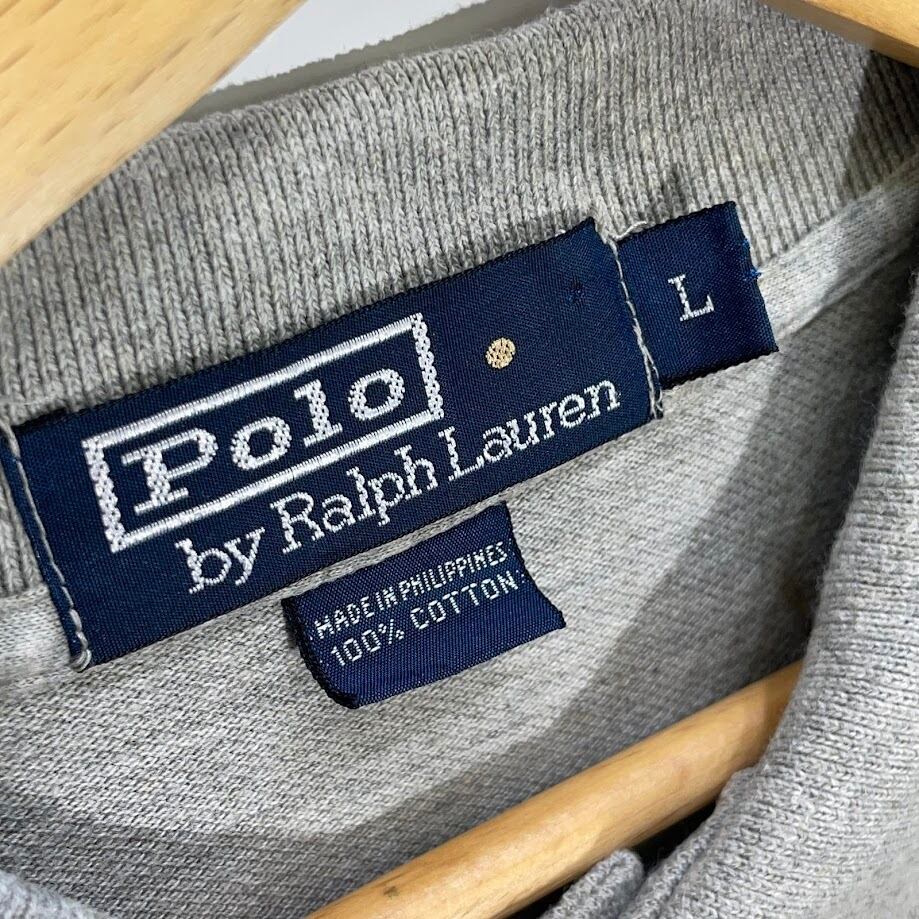 Polo
by Ralph Lauren
L
MADE IN PHILIPPINES
100% COTTON